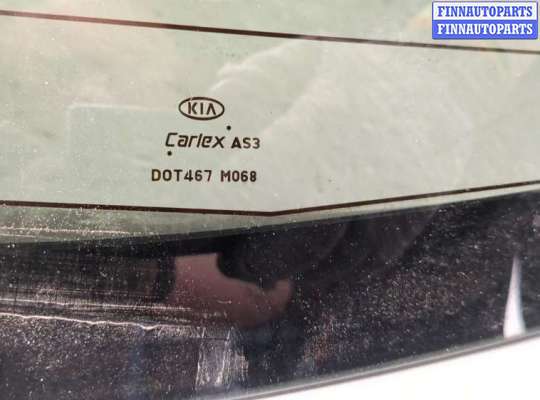 FINNAUTOPARTS
FINNAUTOPARTS
KIA
Carlex AS3
DOT467 M068